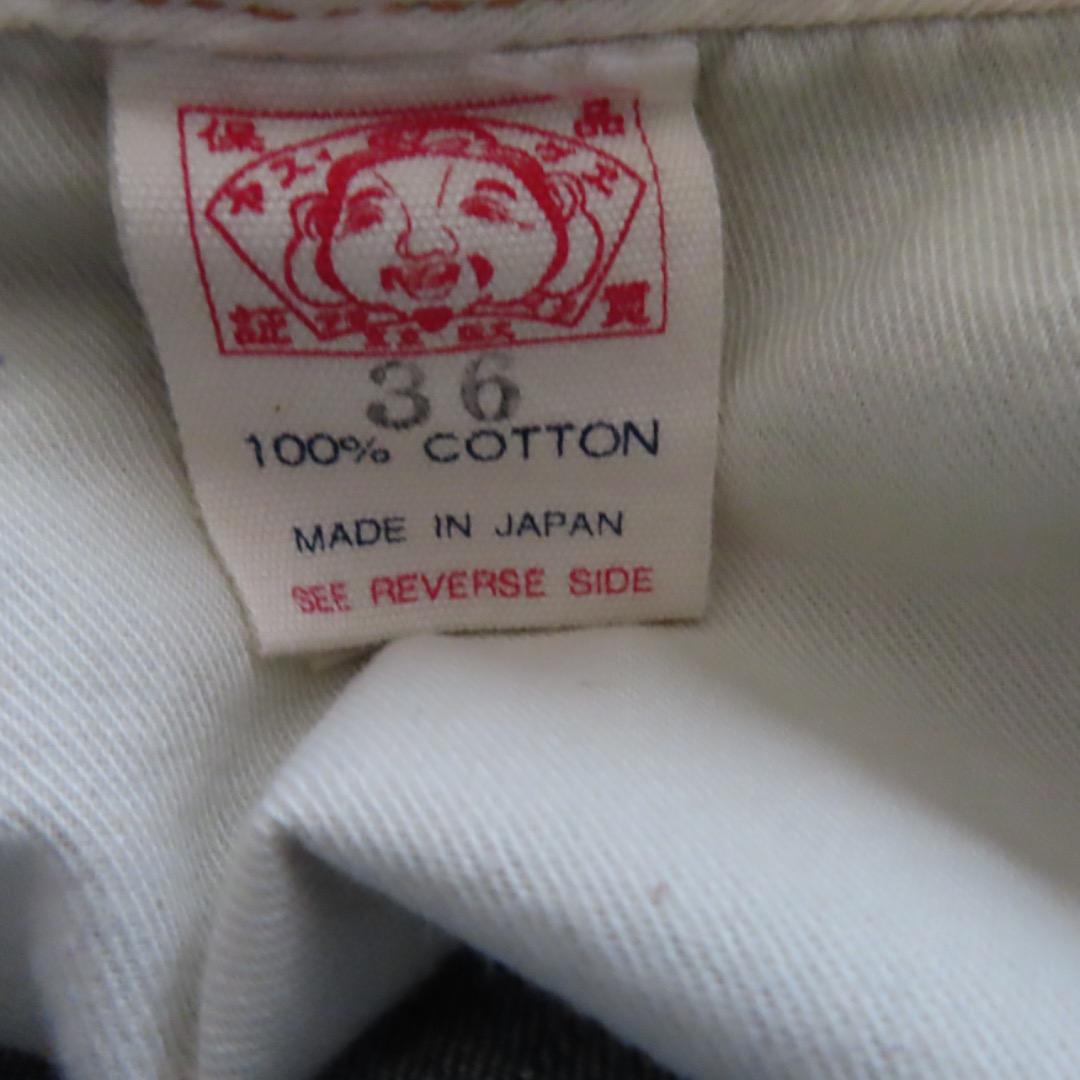 保 品
証 質
36
100% COTTON
MADE IN JAPAN
SEE REVERSE SIDE